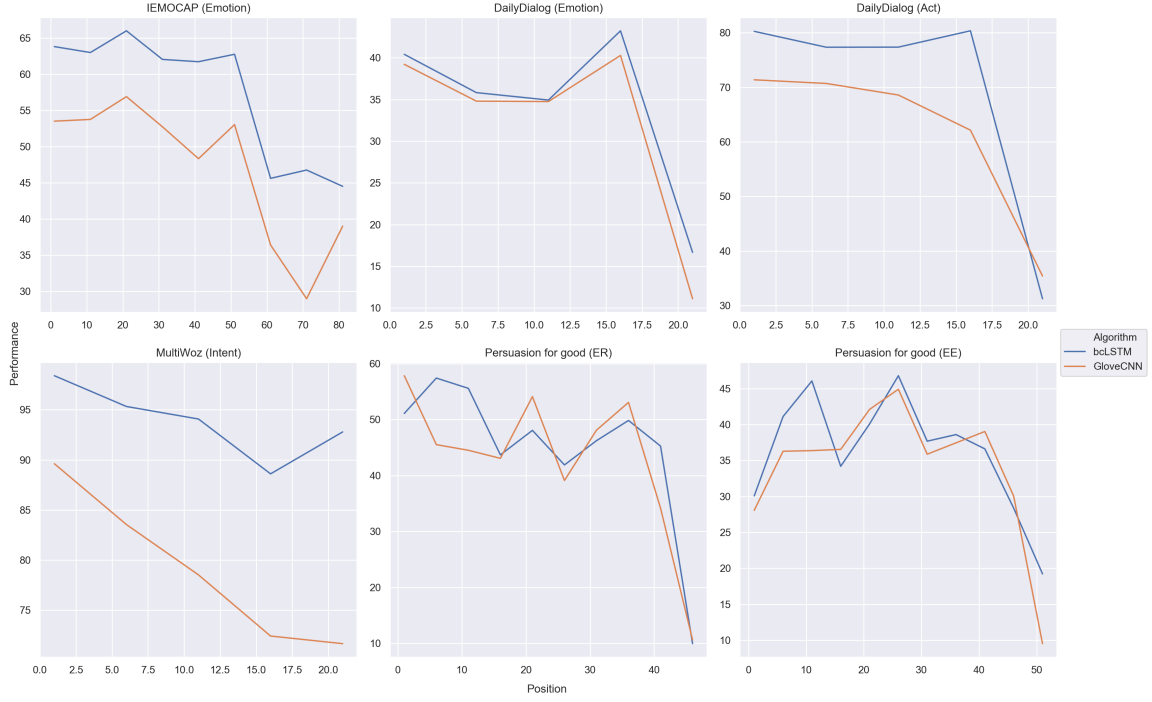 IEMOCAP (Emotion)
65
60
55
50
45
40
35
30
0 10 20 30 40 50 60 70 80
DailyDialog (Emotion)
40
35
30
25
20
15
10
0.0 2.5 5.0 7.5 10.0 12.5 15.0 17.5 20.0
DailyDialog (Act)
80
70
60
50
40
30
0.0 2.5 5.0 7.5 10.0 12.5 15.0 17.5 20.0
Performance
Algorithm
bcLSTM
GloveCNN
MultiWoz (Intent)
95
90
85
80
75
0.0 2.5 5.0 7.5 10.0 12.5 15.0 17.5 20.0
Persuasion for good (ER)
60
50
40
30
20
10
0 10 20 30 40
Persuasion for good (EE)
45
40
35
30
25
20
15
10
0 10 20 30 40 50
Position